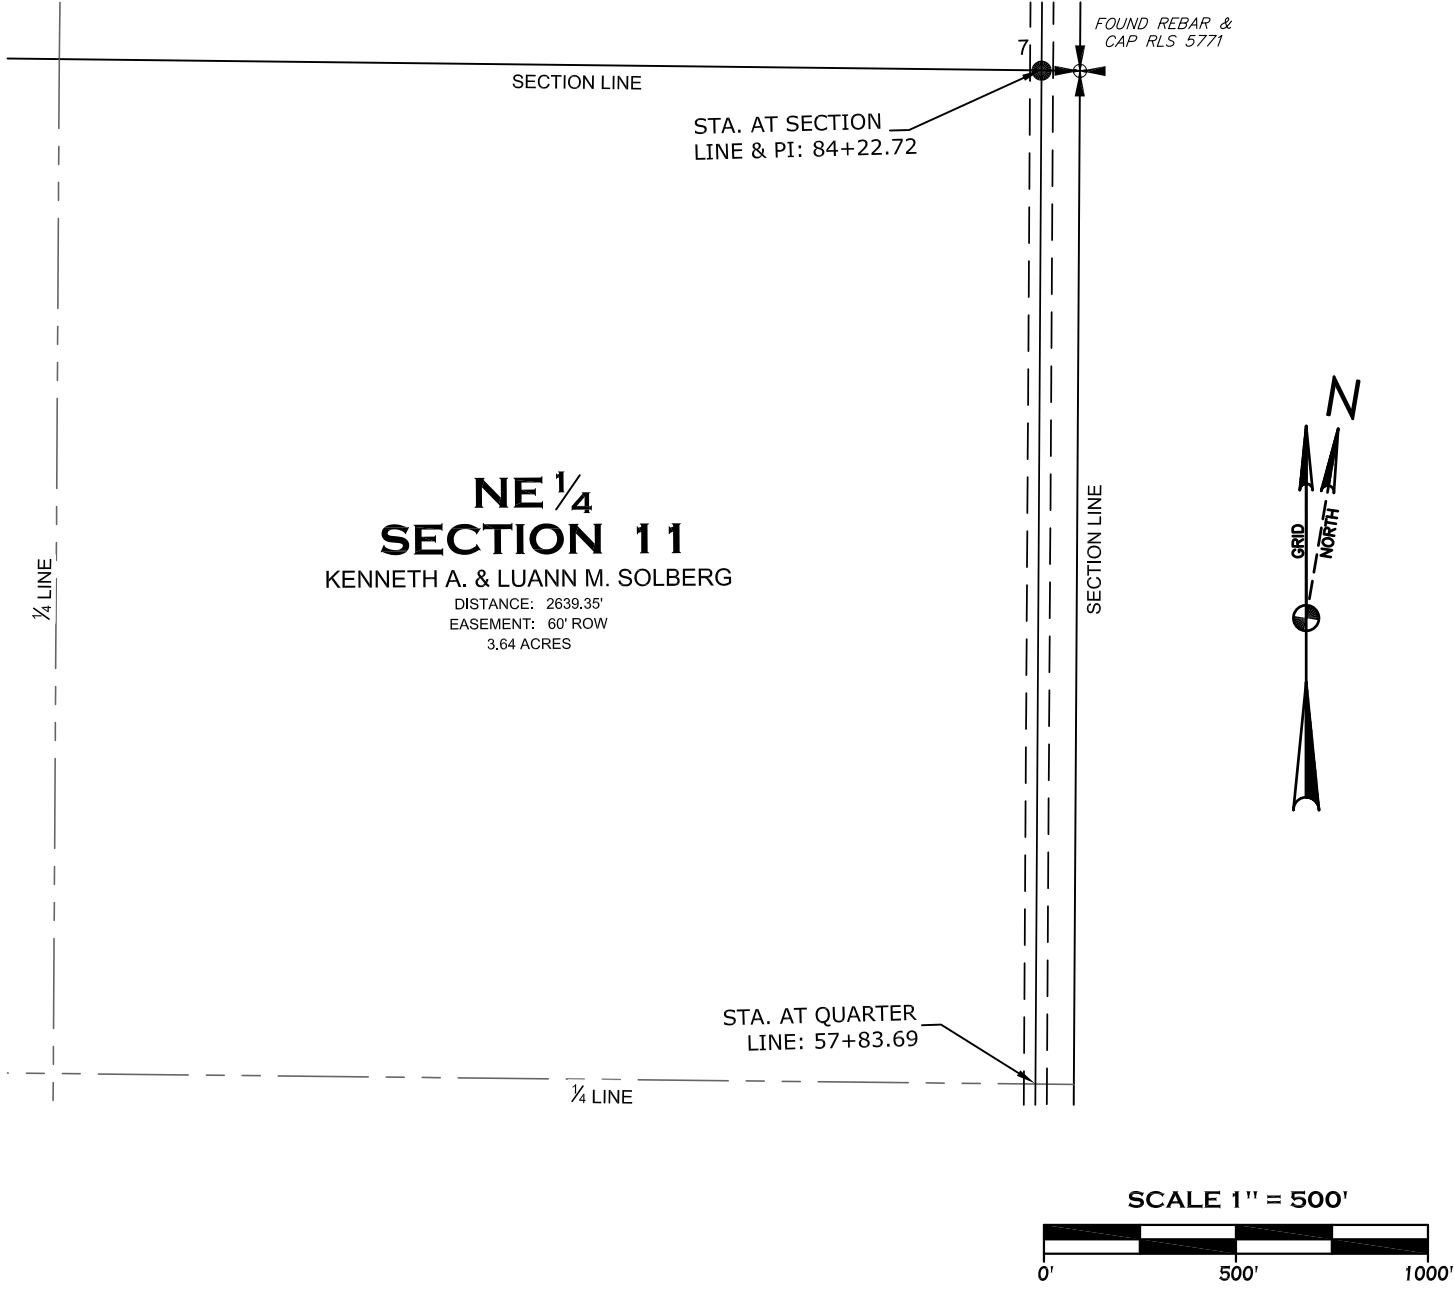 FOUND REBAR &
CAP RLS 5771
7
SECTION LINE
STA. AT SECTION
LINE & PI: 84+22.72
N
NE ¼
SECTION 11
KENNETH A. & LUANN M. SOLBERG
DISTANCE: 2639.35'
EASEMENT: 60' ROW
3.64 ACRES
¼ LINE
SECTION LINE
GRID
NORTH
STA. AT QUARTER
LINE: 57+83.69
¼ LINE
SCALE 1" = 500'
0' 500' 1000'